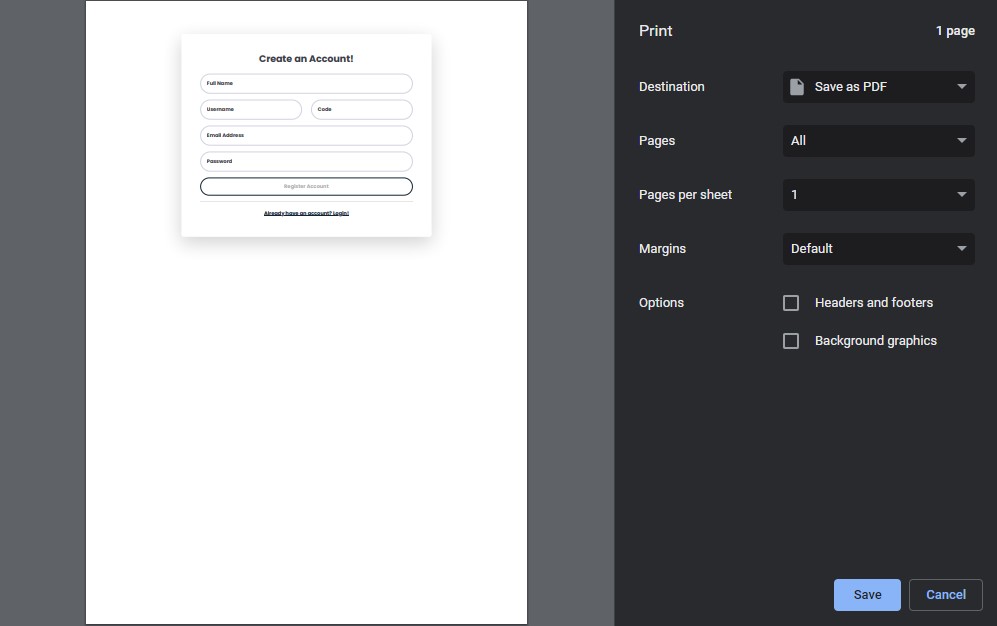 Create an Account!
Full Name
Username Code
Email Address
Password
Register Account
Already have an account? Login!
Print 1 page
Destination Save as PDF
Pages All
Pages per sheet 1
Margins Default
Options Headers and footers
Background graphics
Save Cancel